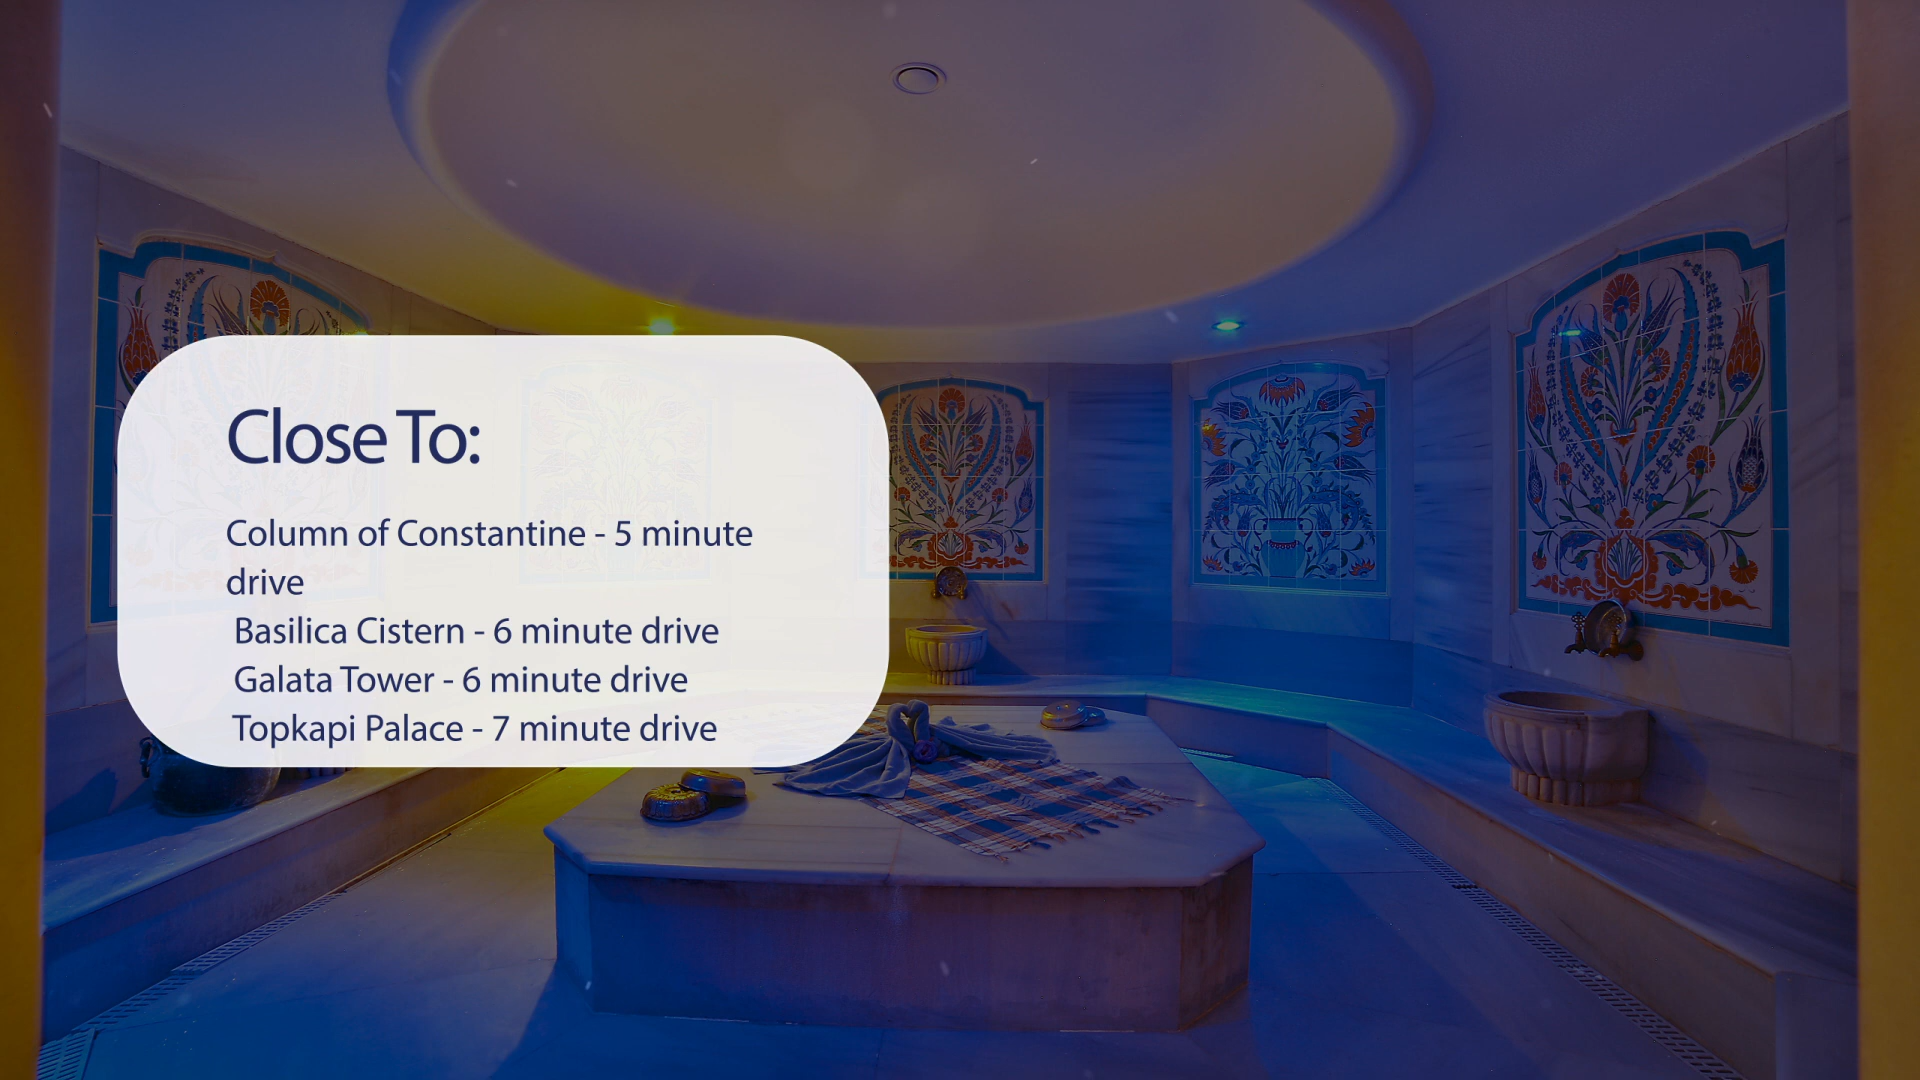 Close To:
Column of Constantine - 5 minute
drive
Basilica Cistern - 6 minute drive
Galata Tower - 6 minute drive
Topkapi Palace - 7 minute drive